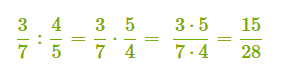 3/7 : 4/5 = 3/7 · 5/4 = 3 · 5/7 · 4 = 15/28